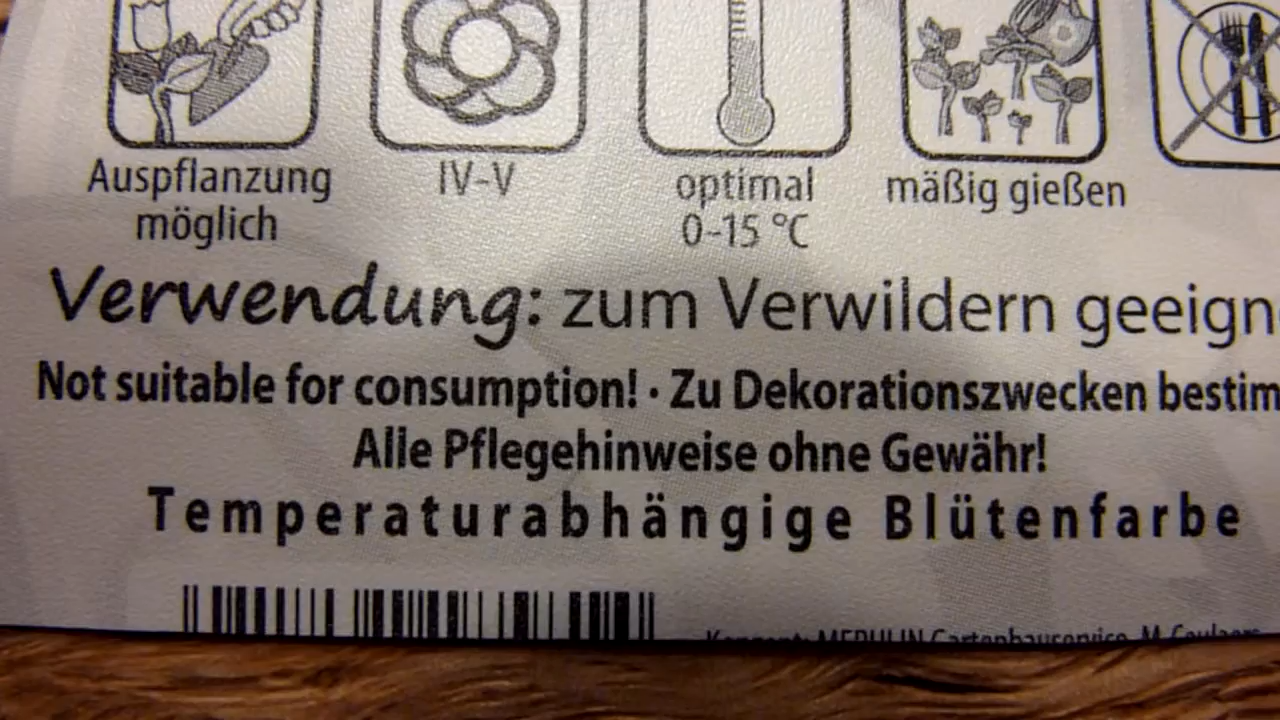 Auspflanzung möglich
IV-V
optimal 0-15 °C
mäßig gießen
Verwendung: zum Verwildern geeign
Not suitable for consumption! · Zu Dekorationszwecken bestim
Alle Pflegehinweise ohne Gewähr!
Temperaturabhängige Blütenfarbe